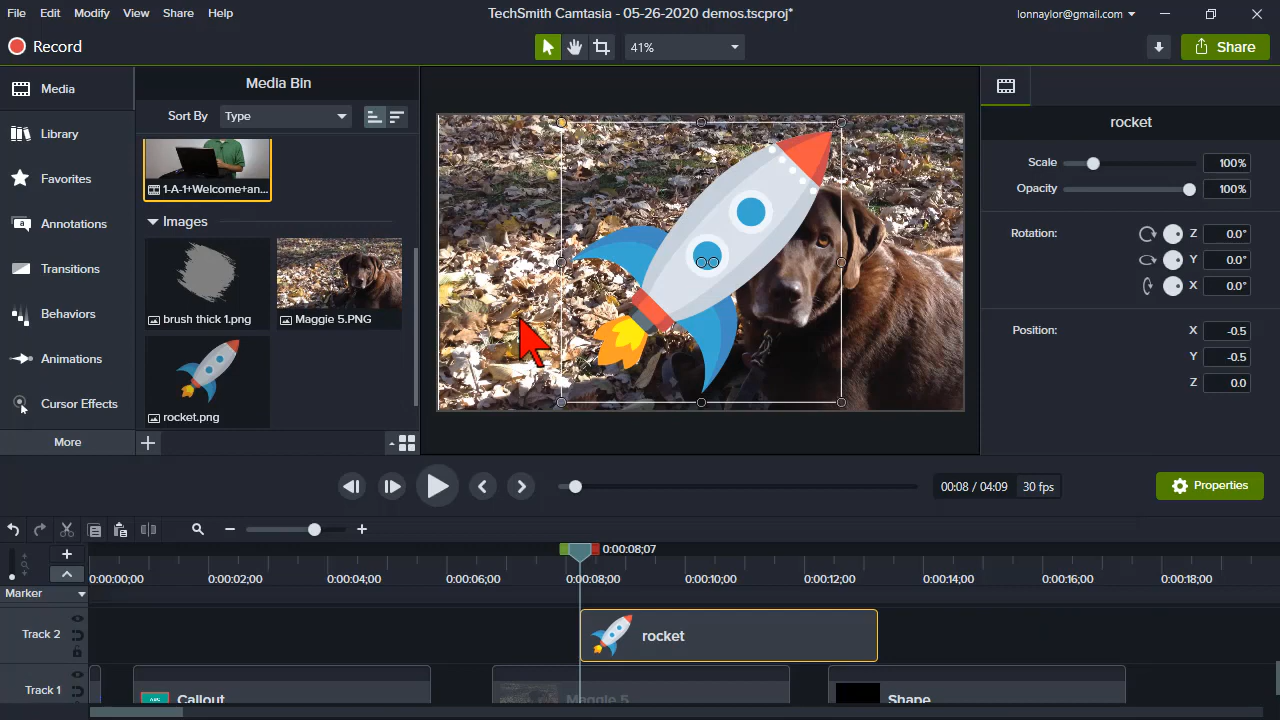 File Edit Modify View Share Help
TechSmith Camtasia - 05-26-2020 demos.tscproj*
lonnaylor@gmail.com
Record
41%
Share
Media
Library
Favorites
Annotations
Transitions
Behaviors
Animations
Cursor Effects
More
Media Bin
Sort By Type
1-A-1+Welcome+an...
Images
brush thick 1.png
Maggie 5.PNG
rocket.png
rocket
Scale 100%
Opacity 100%
Rotation: Z 0.0°
Y 0.0°
X 0.0°
Position: X -0.5
Y -0.5
Z 0.0
00:08 / 04:09 30 fps
Properties
0:00:08;07
0:00:00;00 0:00:02;00 0:00:04;00 0:00:06;00 0:00:08;00 0:00:10;00 0:00:12;00 0:00:14;00 0:00:16;00 0:00:18;00
Marker
Track 2
rocket
Track 1
Callout
Maggie 5
Shape